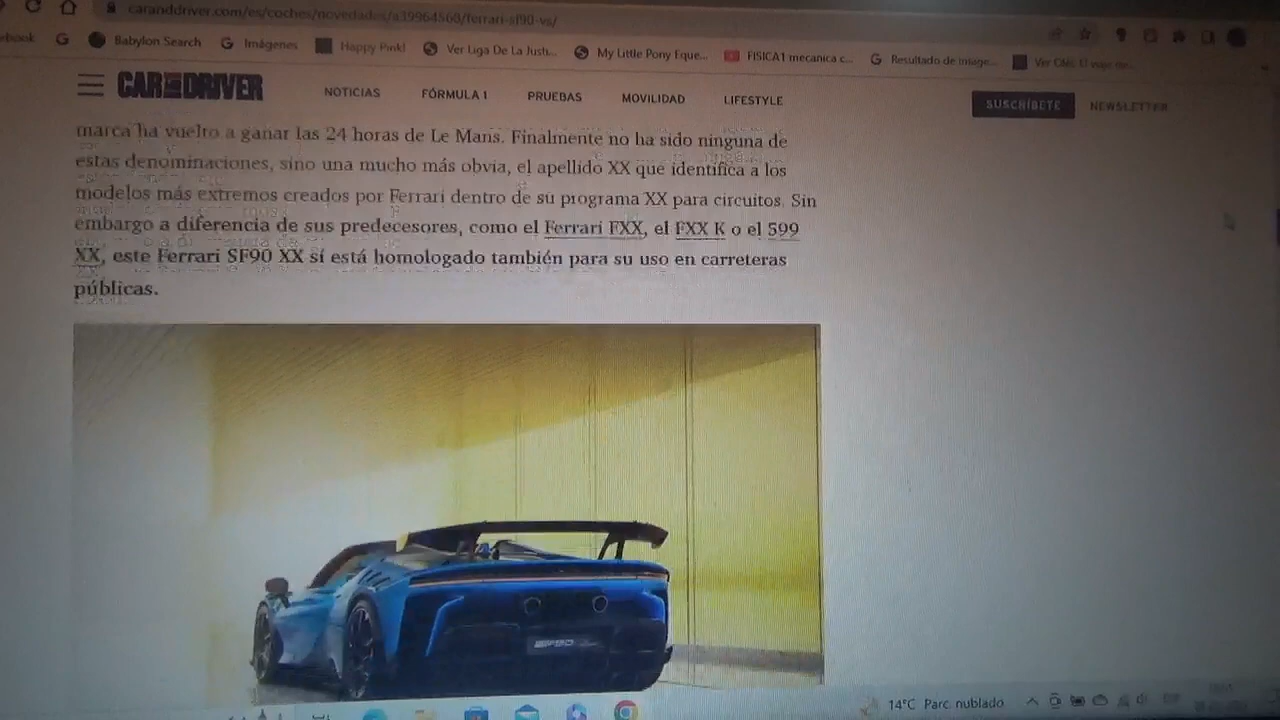 caranddriver.com/es/coches/novedades/a39964560/ferrari-sf90-vs/
ebook
Babylon Search
Imágenes
Happy Pink!
Ver Liga De La Justi...
My Little Pony Eque...
FISICA1 mecanica c...
Resultado de image...
CAR AND DRIVER
NOTICIAS
FÓRMULA 1
PRUEBAS
MOVILIDAD
LIFESTYLE
SUSCRÍBETE
NEWSLETTER
marca ha vuelto a ganar las 24 horas de Le Mans. Finalmente no ha sido ninguna de
estas denominaciones, sino una mucho más obvia, el apellido XX que identifica a los
modelos más extremos creados por Ferrari dentro de su programa XX para circuitos. Sin
embargo a diferencia de sus predecesores, como el Ferrari FXX, el FXX K o el 599
XX, este Ferrari SF90 XX sí está homologado también para su uso en carreteras
públicas.
14°C Parc. nublado